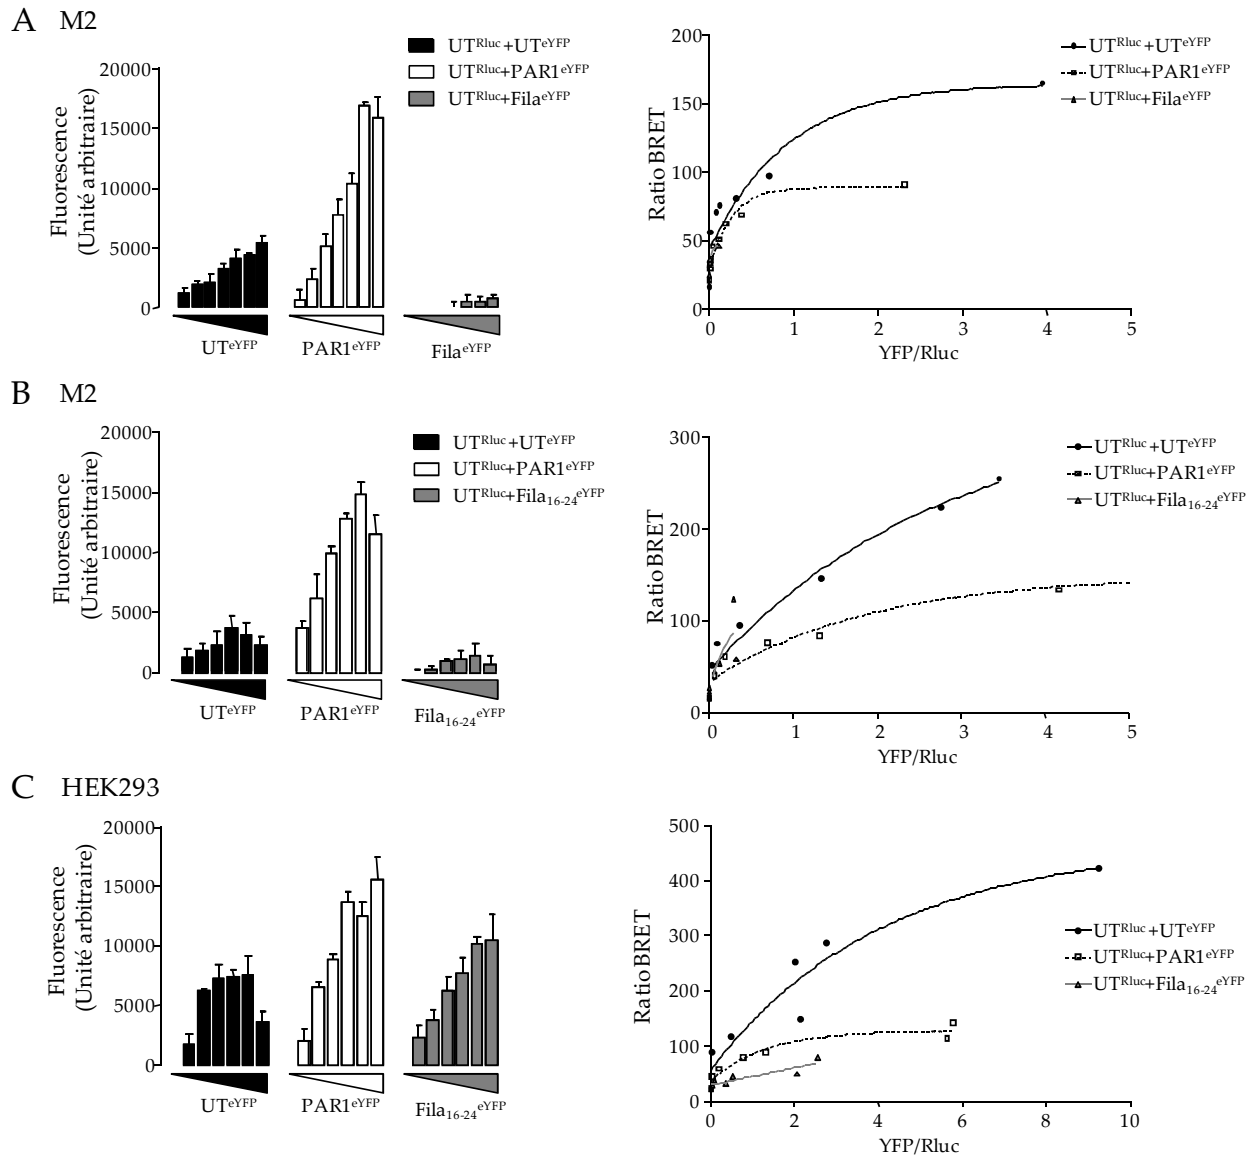 A M2
Fluorescence
(Unité arbitraire)
20000
15000
10000
5000
0
UTRluc+UTeYFP
UTRluc+PAR1eYFP
UTRluc+FilaeYFP
UTeYFP
PAR1eYFP
FilaeYFP
Ratio BRET
200
150
100
50
0
0 1 2 3 4 5
YFP/Rluc
UTRluc+UTeYFP
UTRluc+PAR1eYFP
UTRluc+FilaeYFP
B M2
Fluorescence
(Unité arbitraire)
20000
15000
10000
5000
0
UTRluc+UTeYFP
UTRluc+PAR1eYFP
UTRluc+Fila16-24eYFP
UTeYFP
PAR1eYFP
Fila16-24eYFP
Ratio BRET
300
200
100
0
0 1 2 3 4 5
YFP/Rluc
UTRluc+UTeYFP
UTRluc+PAR1eYFP
UTRluc+Fila16-24eYFP
C HEK293
Fluorescence
(Unité arbitraire)
20000
15000
10000
5000
0
UTeYFP
PAR1eYFP
Fila16-24eYFP
Ratio BRET
500
400
300
200
100
0
0 2 4 6 8 10
YFP/Rluc
UTRluc+UTeYFP
UTRluc+PAR1eYFP
UTRluc+Fila16-24eYFP